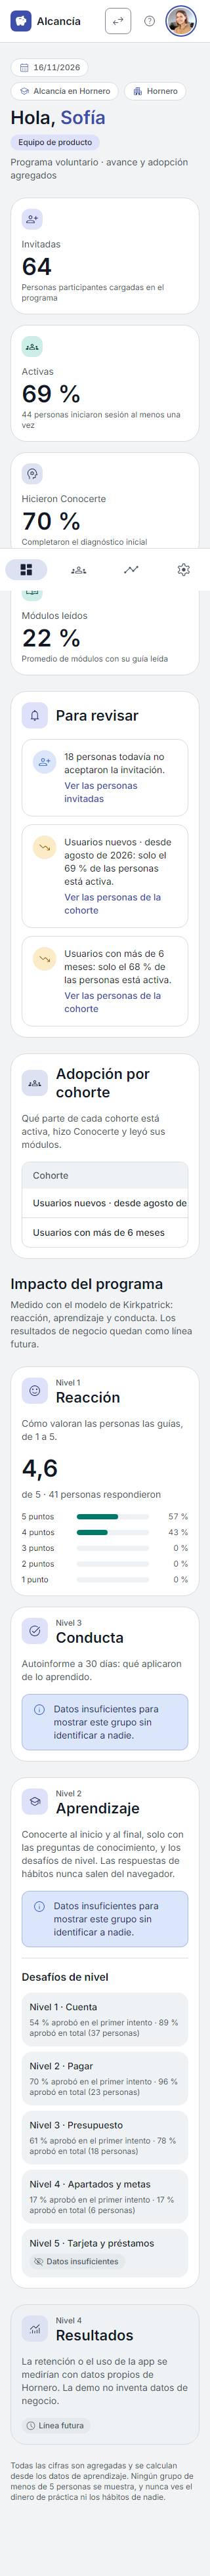 Alcancía
16/11/2026
Alcancía en Hornero
Hornero
Hola, Sofía
Equipo de producto
Programa voluntario · avance y adopción
agregados
Invitadas
64
Personas participantes cargadas en el
programa
Activas
69 %
44 personas iniciaron sesión al menos una
vez
Hicieron Conocerte
70 %
Completaron el diagnóstico inicial
Módulos leídos
22 %
Promedio de módulos con su guía leída
Para revisar
18 personas todavía no
aceptaron la invitación.
Ver las personas
invitadas
Usuarios nuevos · desde
agosto de 2026: solo el
69 % de las personas
está activa.
Ver las personas de la
cohorte
Usuarios con más de 6
meses: solo el 68 % de
las personas está activa.
Ver las personas de la
cohorte
Adopción por
cohorte
Qué parte de cada cohorte está
activa, hizo Conocerte y leyó sus
módulos.
Cohorte
Usuarios nuevos · desde agosto de
Usuarios con más de 6 meses
Impacto del programa
Medido con el modelo de Kirkpatrick:
reacción, aprendizaje y conducta. Los
resultados de negocio quedan como línea
futura.
Nivel 1
Reacción
Cómo valoran las personas las guías,
de 1 a 5.
4,6
de 5 · 41 personas respondieron
5 puntos 57 %
4 puntos 43 %
3 puntos 0 %
2 puntos 0 %
1 punto 0 %
Nivel 3
Conducta
Autoinforme a 30 días: qué aplicaron
de lo aprendido.
Datos insuficientes para
mostrar este grupo sin
identificar a nadie.
Nivel 2
Aprendizaje
Conocerte al inicio y al final, solo con
las preguntas de conocimiento, y los
desafíos de nivel. Las respuestas de
hábitos nunca salen del navegador.
Datos insuficientes para
mostrar este grupo sin
identificar a nadie.
Desafíos de nivel
Nivel 1 · Cuenta
54 % aprobó en el primer intento · 89 %
aprobó en total (37 personas)
Nivel 2 · Pagar
70 % aprobó en el primer intento · 96 %
aprobó en total (23 personas)
Nivel 3 · Presupuesto
61 % aprobó en el primer intento · 78 %
aprobó en total (18 personas)
Nivel 4 · Apartados y metas
17 % aprobó en el primer intento · 17 %
aprobó en total (6 personas)
Nivel 5 · Tarjeta y préstamos
Datos insuficientes
Nivel 4
Resultados
La retención o el uso de la app se
medirían con datos propios de
Hornero. La demo no inventa datos de
negocio.
Línea futura
Todas las cifras son agregadas y se calculan
desde los datos de aprendizaje. Ningún grupo de
menos de 5 personas se muestra, y nunca ves el
dinero de práctica ni los hábitos de nadie.